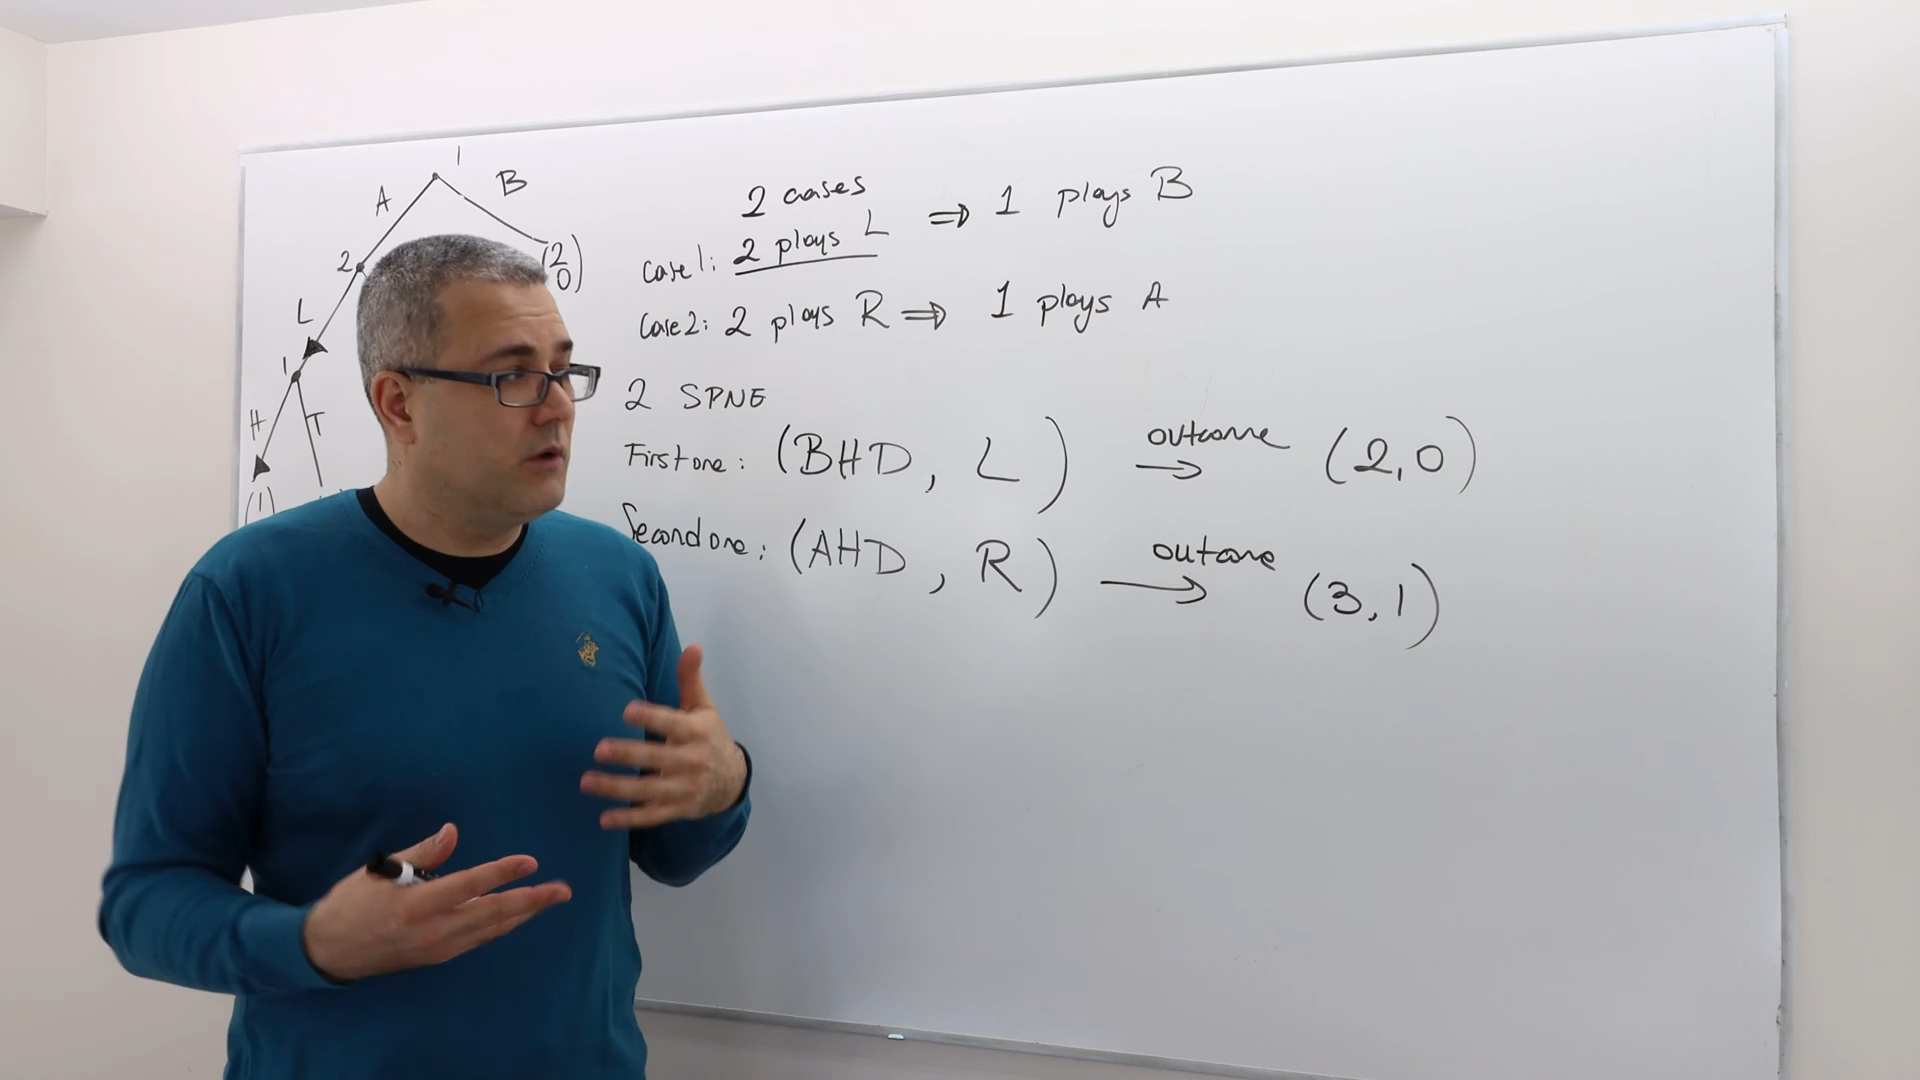 1
A B
2 (2 0)
L
1
H T
(1)
2 cases
Case 1: 2 plays L ⇒ 1 plays B
Case 2: 2 plays R ⇒ 1 plays A
2 SPNE
First one: (BHD, L) → outcome (2,0)
Second one: (AHD, R) → outcome (3,1)